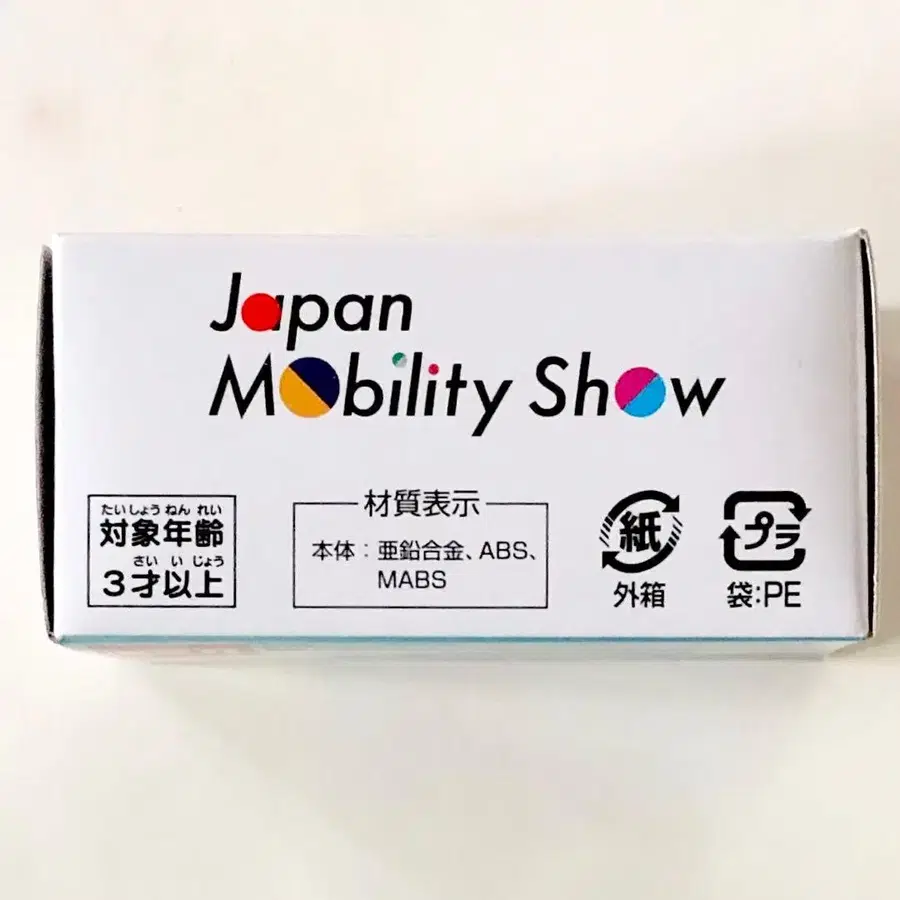 Japan
Mobility Show
たいしょう ねん れい
対象年齢
さい い じょう
3才以上
材質表示
本体：亜鉛合金、ABS、
MABS
紙
外箱
プラ
袋:PE